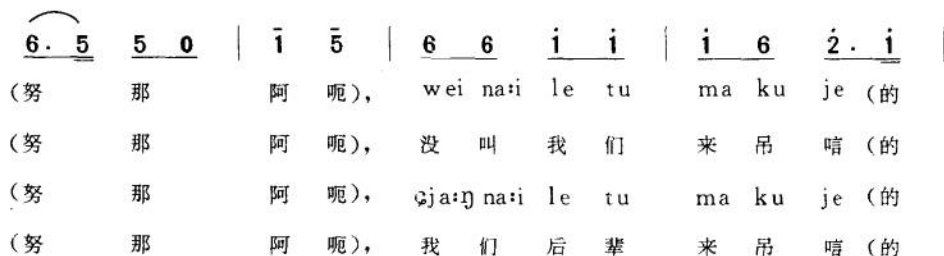 6· 5 5 0 | 1̄ 5̄ | 6 6 i̇ i̇ | i̇ 6 2̇· i̇ |
(努 那 阿 呃), wei na:i le tu ma ku je (的
(努 那 阿 呃), 没 叫 我 们 来 吊 唁 (的
(努 那 阿 呃), ɕja:ŋ na:i le tu ma ku je (的
(努 那 阿 呃), 我 们 后 辈 来 吊 唁 (的